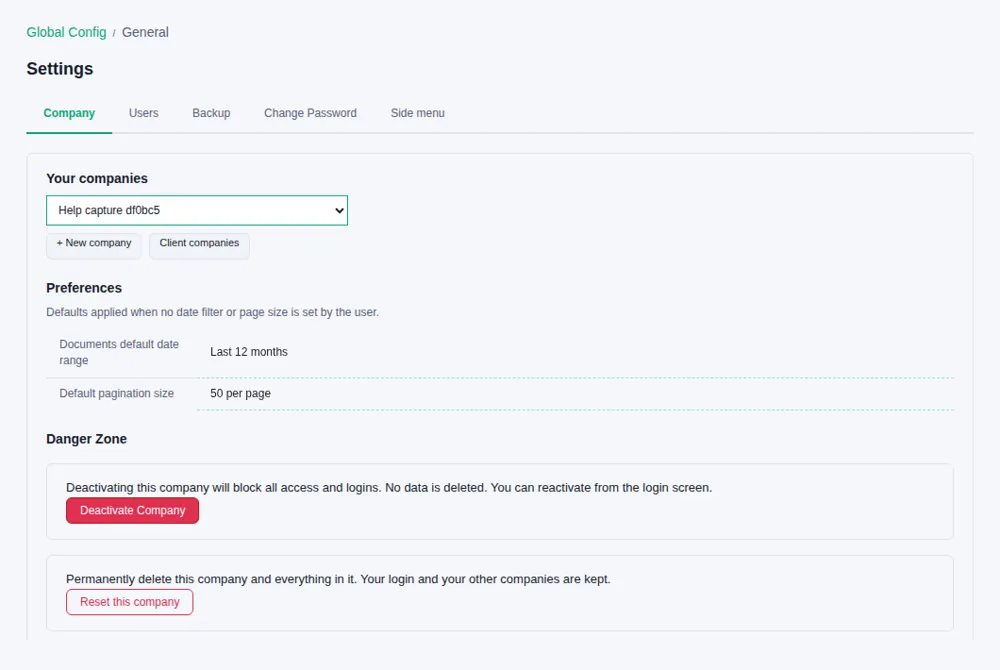 Global Config / General
Settings
Company Users Backup Change Password Side menu
Your companies
Help capture df0bc5
+ New company Client companies
Preferences
Defaults applied when no date filter or page size is set by the user.
Documents default date
range
Last 12 months
Default pagination size 50 per page
Danger Zone
Deactivating this company will block all access and logins. No data is deleted. You can reactivate from the login screen.
Deactivate Company
Permanently delete this company and everything in it. Your login and your other companies are kept.
Reset this company